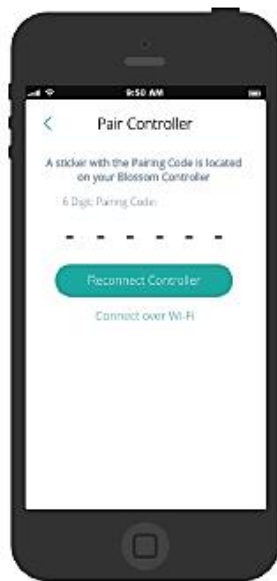 9:50 AM
Pair Controller
A sticker with the Pairing Code is located
on your Blossom Controller
6 Digit Pairing Code:
- - - - - -
Reconnect Controller
Connect over Wi-Fi